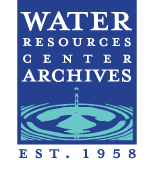 WATER
RESOURCES
CENTER
ARCHIVES
EST. 1958